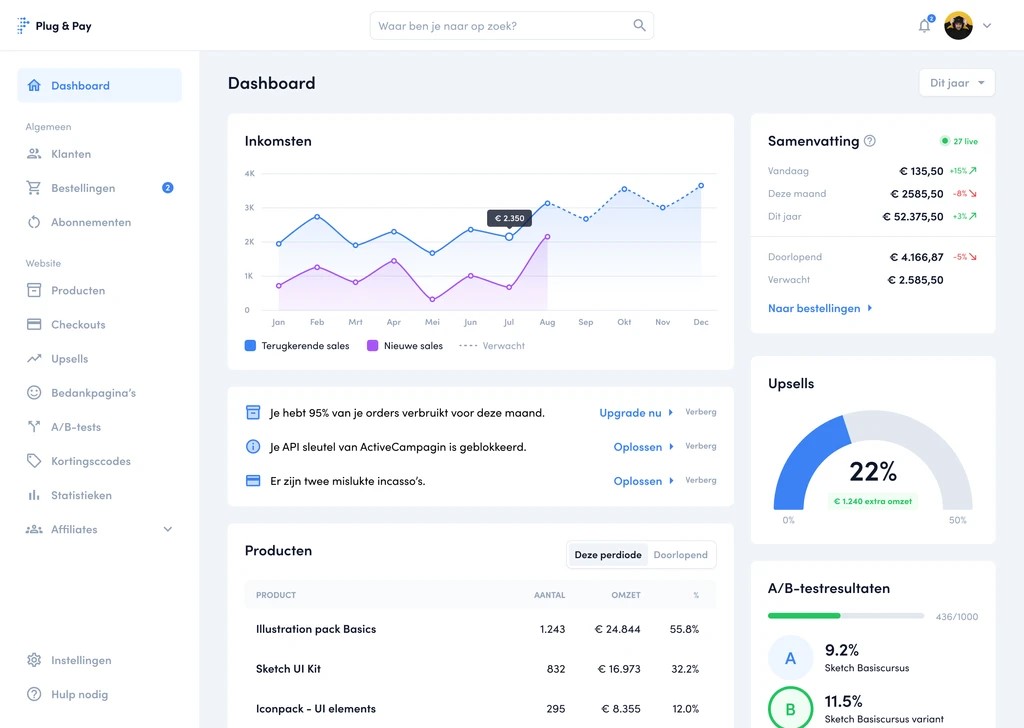 Plug & Pay
Waar ben je naar op zoek?
2
Dashboard
Algemeen
Klanten
Bestellingen 2
Abonnementen
Website
Producten
Checkouts
Upsells
Bedankpagina's
A/B-tests
Kortingsccodes
Statistieken
Affiliates
Instellingen
Hulp nodig
Dashboard
Dit jaar
Inkomsten
4K
3K
2K
1K
0
€ 2.350
Jan Feb Mrt Apr Mei Jun Jul Aug Sep Okt Nov Dec
Terugkerende sales Nieuwe sales Verwacht
Je hebt 95% van je orders verbruikt voor deze maand. Upgrade nu Verberg
Je API sleutel van ActiveCampagin is geblokkeerd. Oplossen Verberg
Er zijn twee mislukte incasso's. Oplossen Verberg
Producten
Deze perdiode Doorlopend
PRODUCT AANTAL OMZET %
Illustration pack Basics 1.243 € 24.844 55.8%
Sketch UI Kit 832 € 16.973 32.2%
Iconpack - UI elements 295 € 8.355 12.0%
Samenvatting ? 27 live
Vandaag € 135,50 +15%
Deze maand € 2585,50 -8%
Dit jaar € 52.375,50 +3%
Doorlopend € 4.166,87 -5%
Verwacht € 2.585,50
Naar bestellingen
Upsells
22%
€ 1.240 extra omzet
0% 50%
A/B-testresultaten
436/1000
A
9.2%
Sketch Basiscursus
B
11.5%
Sketch Basiscursus variant